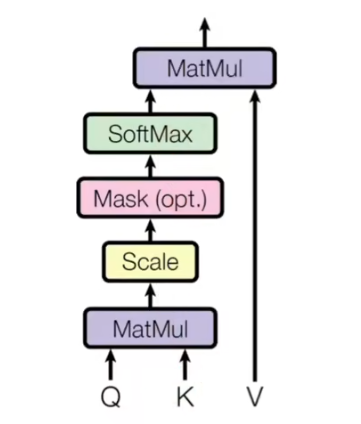 MatMul
SoftMax
Mask (opt.)
Scale
MatMul
Q K V